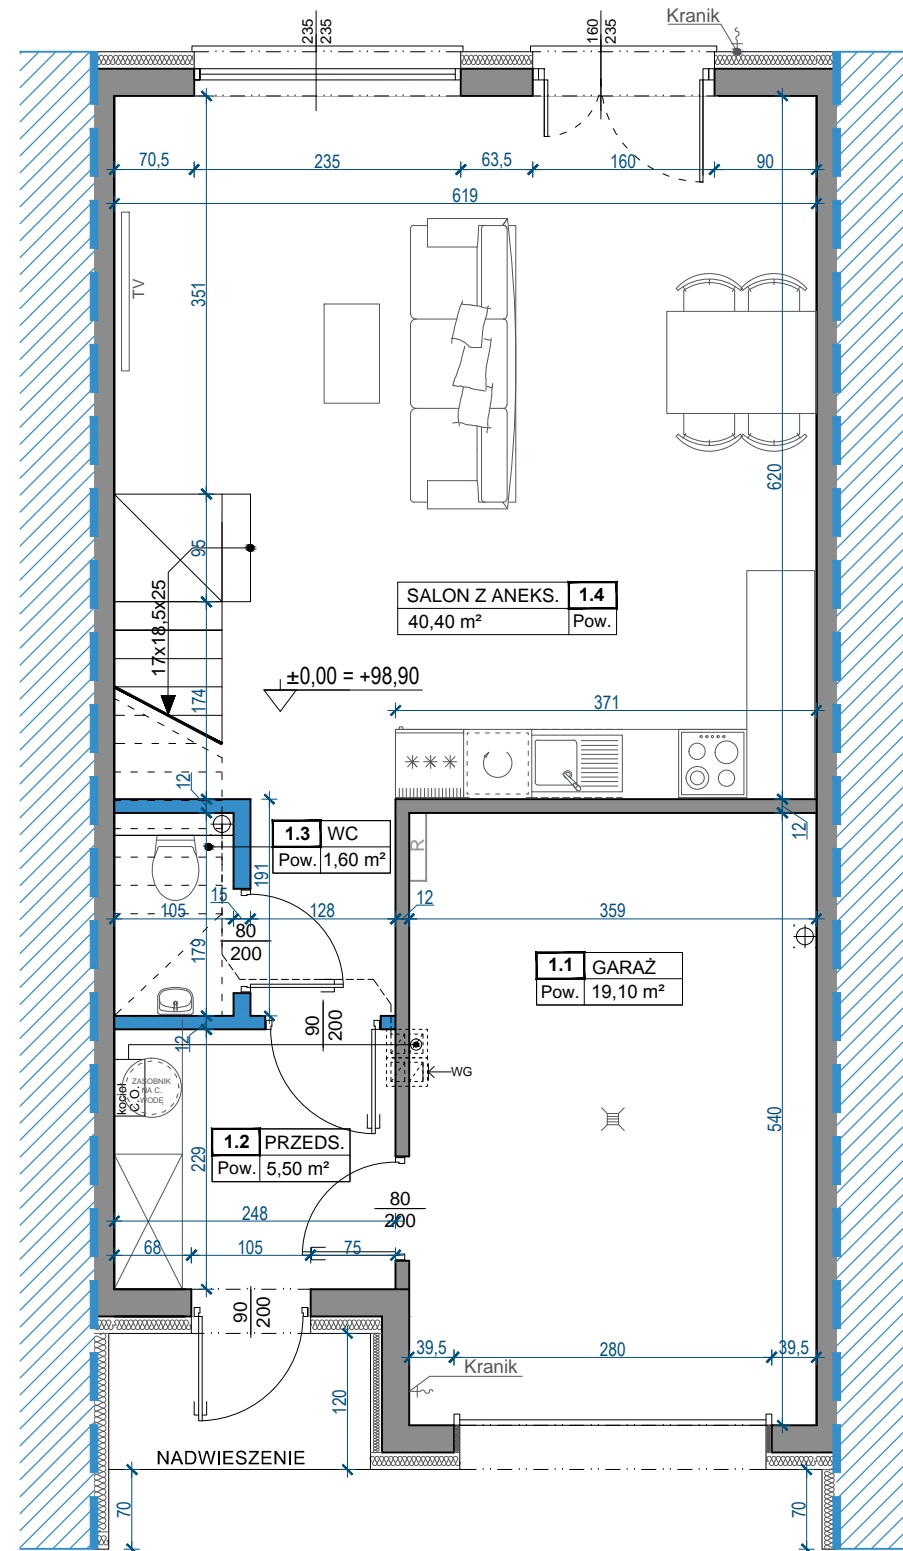 Kranik
235
235
160
235
70,5
235
63,5
160
90
619
TV
351
620
95
17x18,5x25
SALON Z ANEKS. 1.4
40,40 m² Pow.
±0,00 = +98,90
174
371
12
12
1.3 WC
Pow. 1,60 m²
R
191
105
15
128
12
359
80
200
179
1.1 GARAŻ
Pow. 19,10 m²
90
200
12
WG
kocioł
C.O.
ZASOBNIK
NA C.
WODĘ
1.2 PRZEDS.
Pow. 5,50 m²
229
540
80
200
248
68
105
75
90
200
39,5
280
39,5
Kranik
120
NADWIESZENIE
70
70